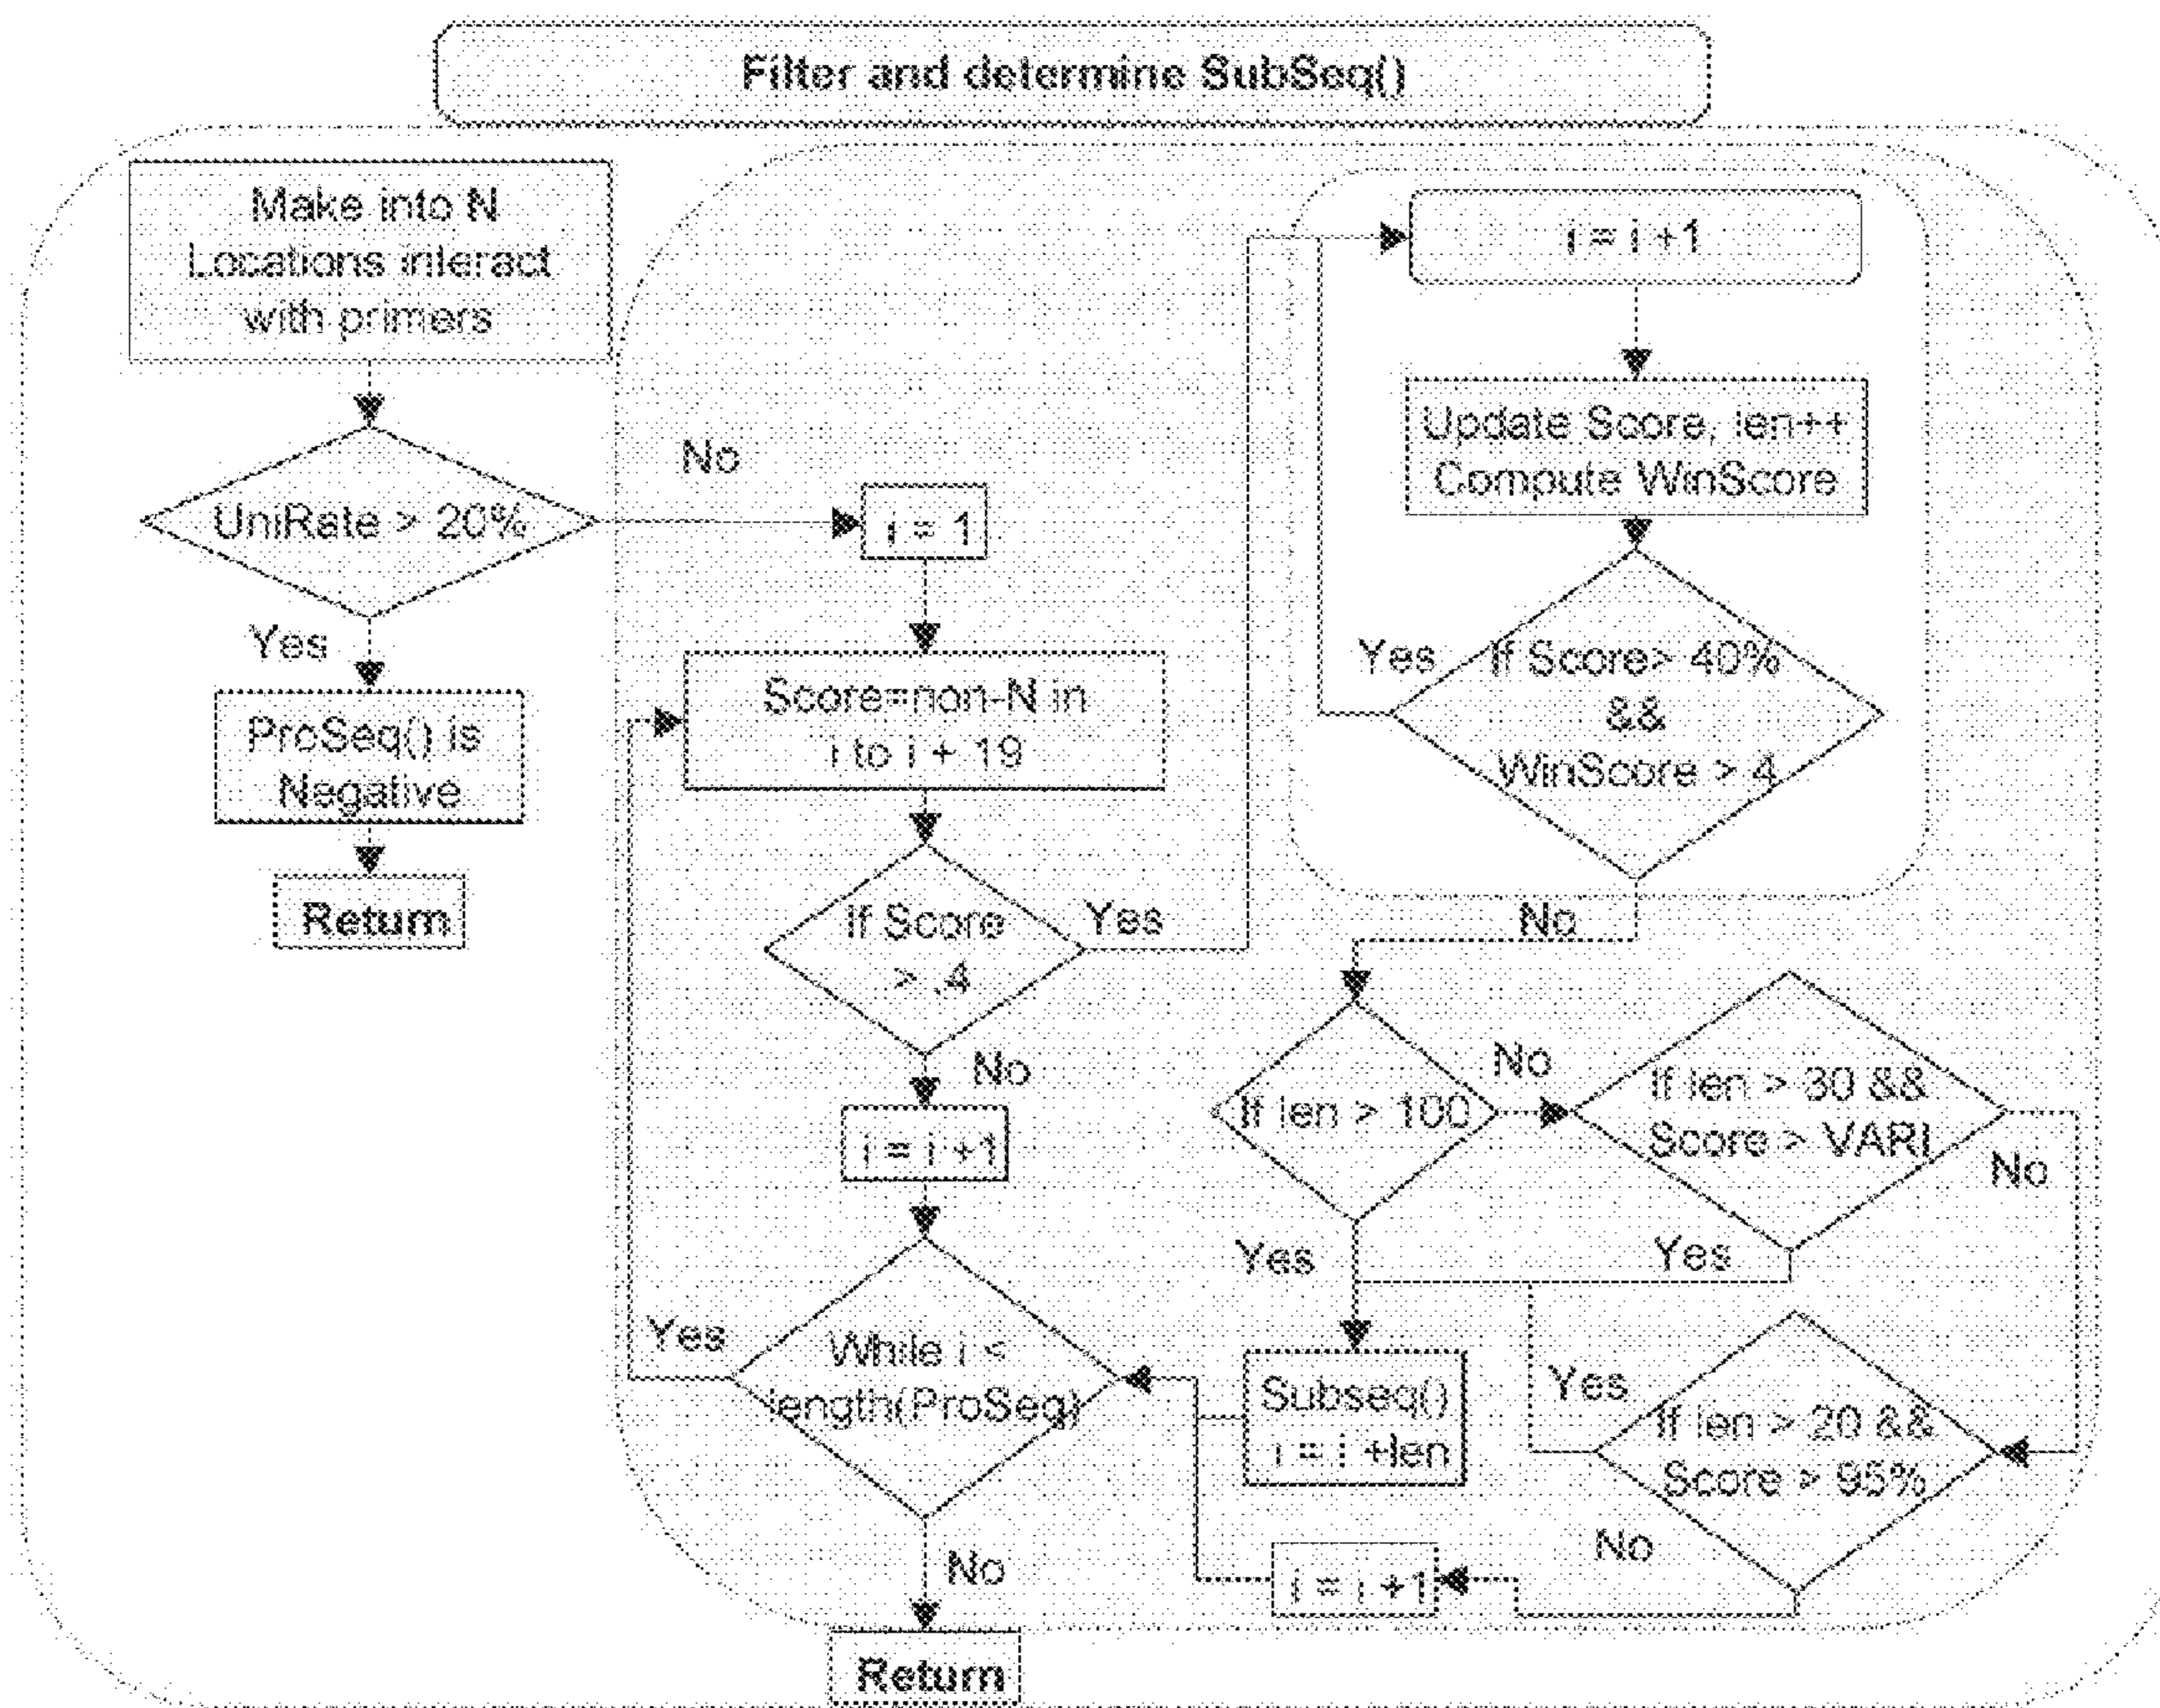 Filter and determine SubSeq()
Make into N
Locations interact
with primers
UniRate > 20%
Yes
No
ProSeq() is
Negative
Return
i = 1
Score=non-N in
i to i + 19
If Score
> .4
Yes
No
i = i +1
While i <
length(ProSeq)
Yes
No
Return
i = i +1
Update Score, len++
Compute WinScore
If Score> 40%
&&
WinScore > 4
Yes
No
If len > 100
No
Yes
If len > 30 &&
Score > VARI
No
Yes
If len > 20 &&
Score > 95%
Yes
No
Subseq()
i = i +len
i = i +1